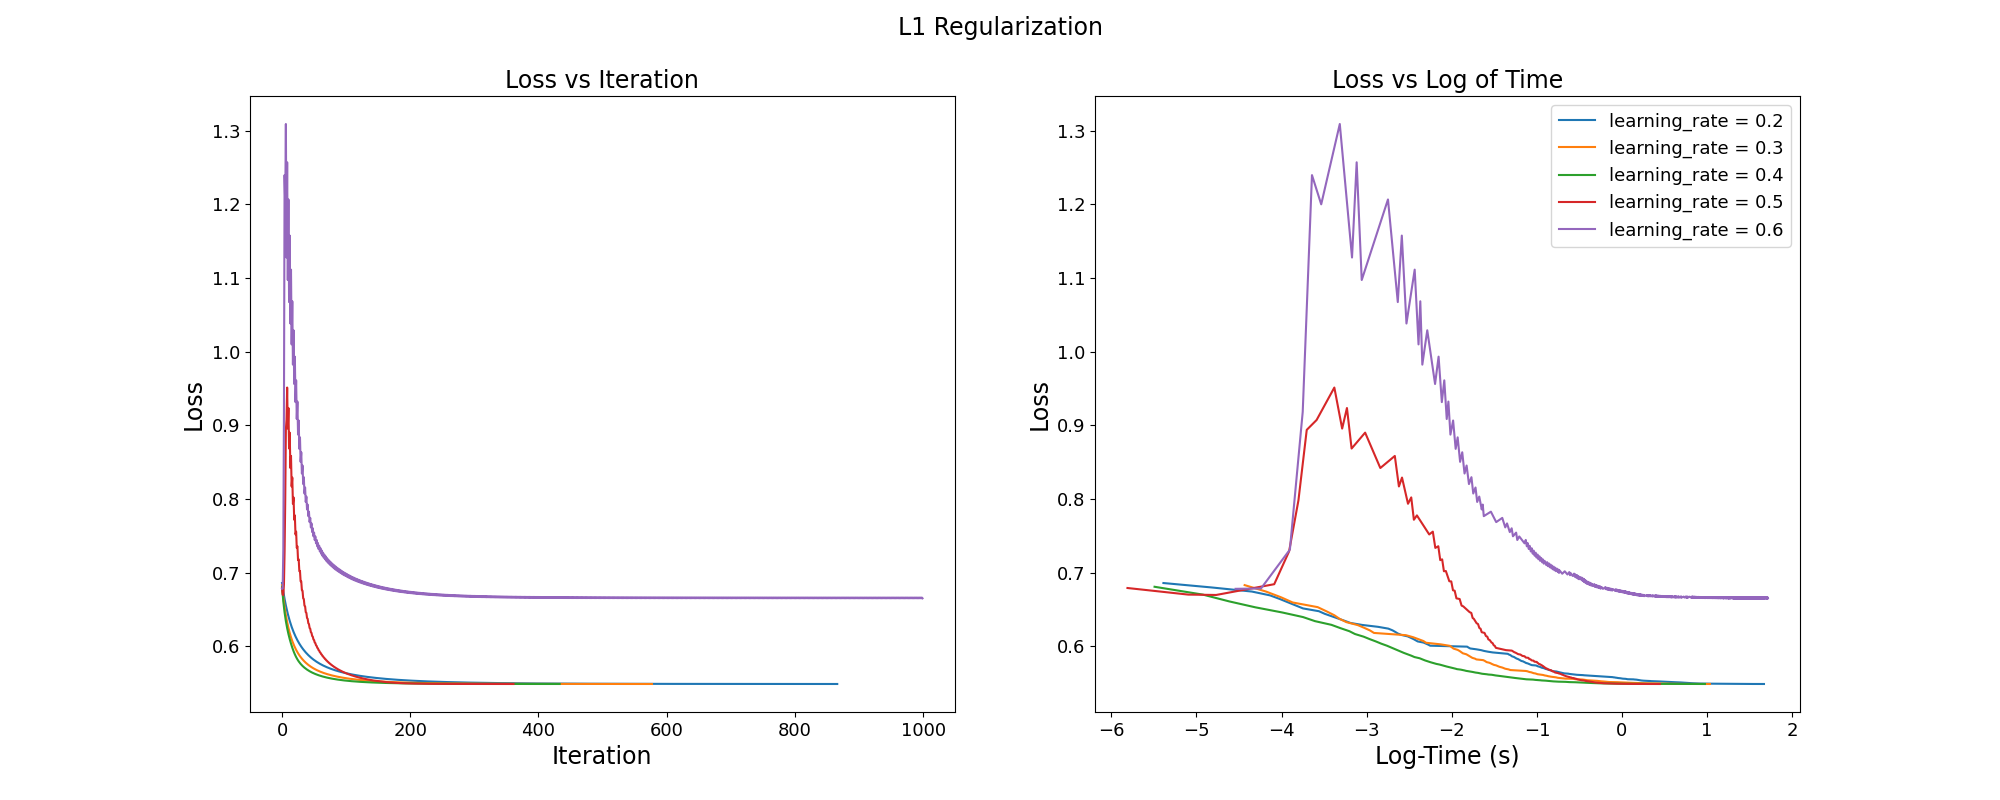 L1 Regularization
Loss vs Iteration
Loss
1.3
1.2
1.1
1.0
0.9
0.8
0.7
0.6
0
200
400
600
800
1000
Iteration
Loss vs Log of Time
Loss
1.3
1.2
1.1
1.0
0.9
0.8
0.7
0.6
learning_rate = 0.2
learning_rate = 0.3
learning_rate = 0.4
learning_rate = 0.5
learning_rate = 0.6
−6
−5
−4
−3
−2
−1
0
1
2
Log-Time (s)